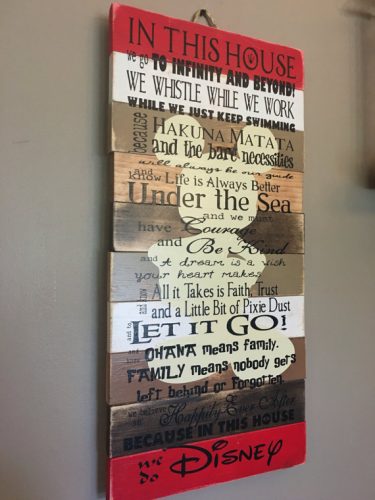 IN THIS HOUSE
we go TO INFINITY AND BEYOND!
WE WHISTLE WHILE WE WORK
WHILE WE JUST KEEP SWIMMING
because HAKUNA MATATA
and the bare necessities
will always be our guide
and know Life is Always Better
Under the Sea
and we must
have Courage
and Be Kind
and A dream is a wish
your heart makes
and know All it Takes is Faith, Trust
and a Little Bit of Pixie Dust
and to LET IT GO!
and know OHANA means family.
FAMILY means nobody gets
left behind or forgotten.
we believe in Happily Ever After
BECAUSE IN THIS HOUSE
we do DISNEY